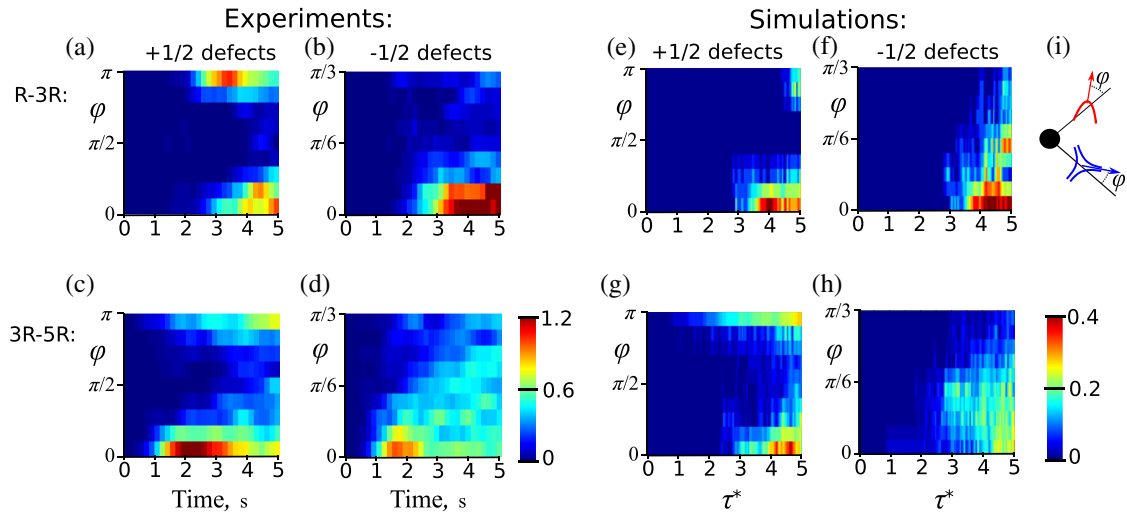 Experiments:
Simulations:
(a) +1/2 defects (b) -1/2 defects
(e) +1/2 defects (f) -1/2 defects (i)
R-3R:
φ
π
π/2
0
0 1 2 3 4 5
π/3
π/6
0
0 1 2 3 4 5
φ
π
π/2
0
0 1 2 3 4 5
π/3
π/6
0
0 1 2 3 4 5
φ
φ
(c) (d) (g) (h)
3R-5R:
φ
π
π/2
0
0 1 2 3 4 5
Time, s
π/3
π/6
0
0 1 2 3 4 5
Time, s
1.2
0.6
0
φ
π
π/2
0
0 1 2 3 4 5
τ*
π/3
π/6
0
0 1 2 3 4 5
τ*
0.4
0.2
0